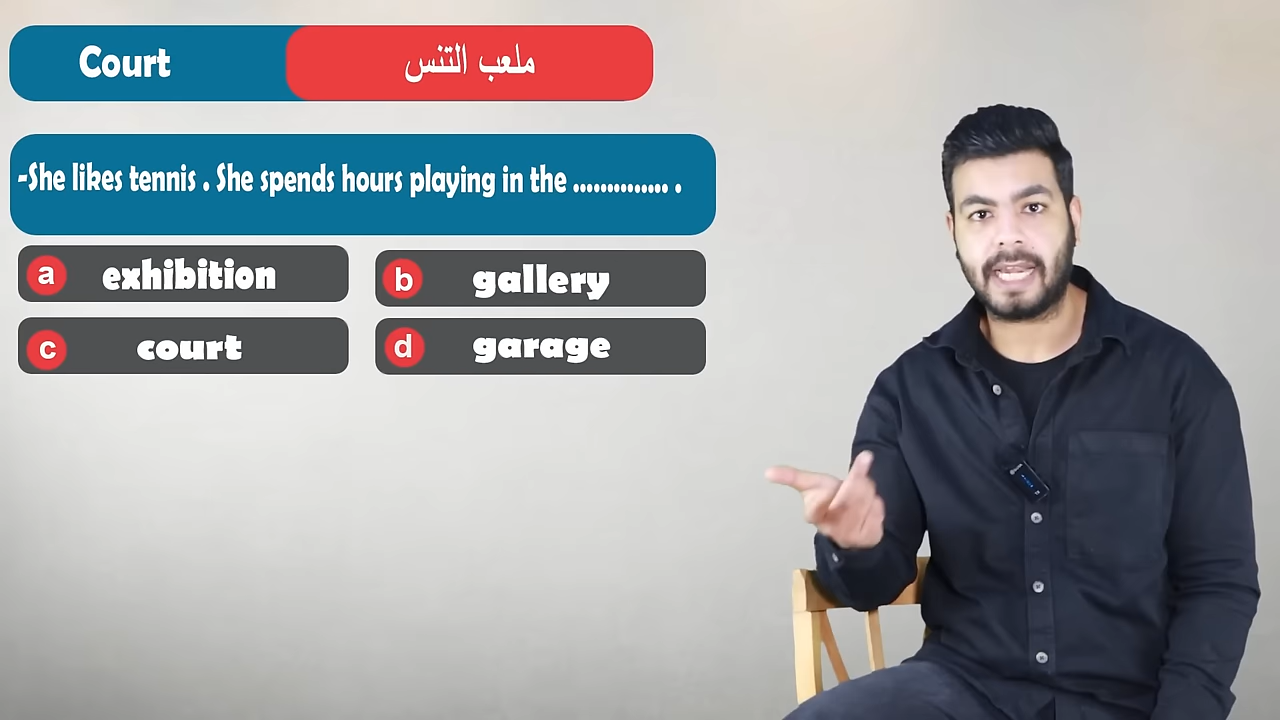 Court
ملعب التنس
-She likes tennis . She spends hours playing in the .............. .
a exhibition
b gallery
c court
d garage